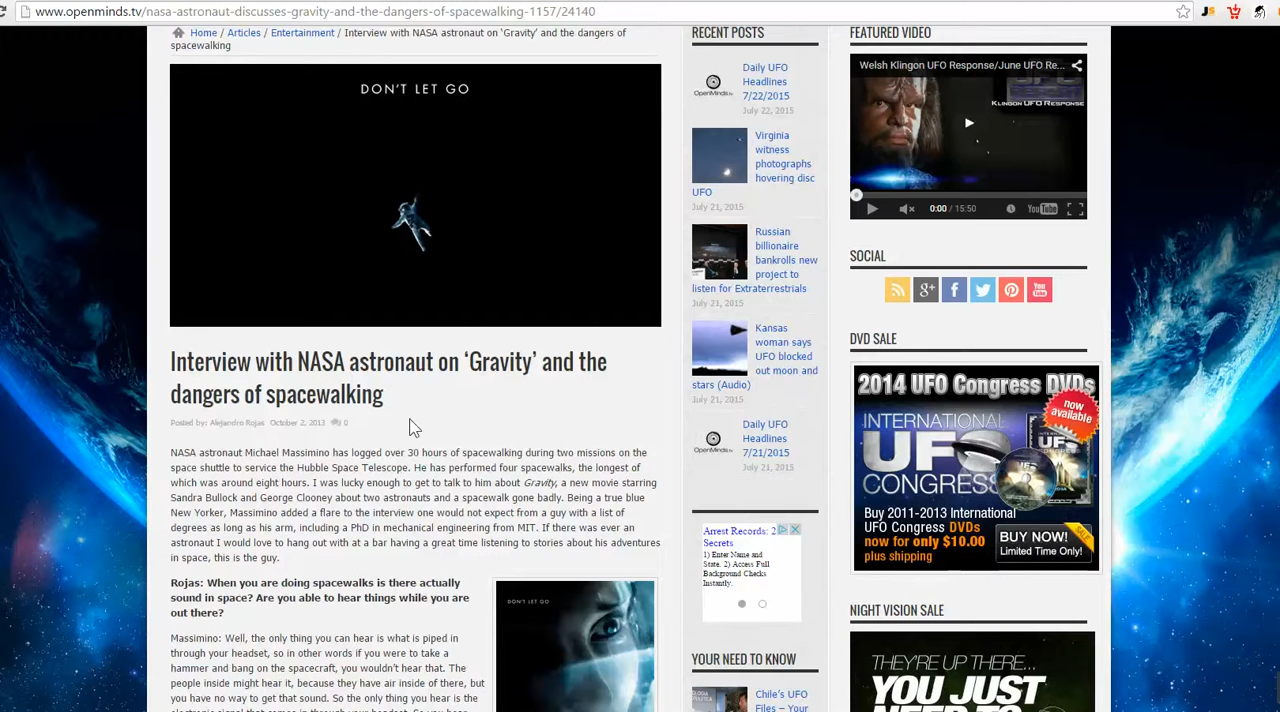 www.openminds.tv/nasa-astronaut-discusses-gravity-and-the-dangers-of-spacewalking-1157/24140
Home / Articles / Entertainment / Interview with NASA astronaut on ‘Gravity’ and the dangers of
spacewalking
DON'T LET GO
Interview with NASA astronaut on ‘Gravity’ and the
dangers of spacewalking
Posted by: Alejandro Rojas October 2, 2013 0
NASA astronaut Michael Massimino has logged over 30 hours of spacewalking during two missions on the
space shuttle to service the Hubble Space Telescope. He has performed four spacewalks, the longest of
which was around eight hours. I was lucky enough to get to talk to him about Gravity, a new movie starring
Sandra Bullock and George Clooney about two astronauts and a spacewalk gone badly. Being a true blue
New Yorker, Massimino added a flare to the interview one would not expect from a guy with a list of
degrees as long as his arm, including a PhD in mechanical engineering from MIT. If there was ever an
astronaut I would love to hang out with at a bar having a great time listening to stories about his adventures
in space, this is the guy.
Rojas: When you are doing spacewalks is there actually
sound in space? Are you able to hear things while you are
out there?
Massimino: Well, the only thing you can hear is what is piped in
through your headset, so in other words if you were to take a
hammer and bang on the spacecraft, you wouldn't hear that. The
people inside might hear it, because they have air inside of there, but
you have no way to get that sound. So the only thing you hear is the
DON'T LET GO
RECENT POSTS
Daily UFO
Headlines
7/22/2015
July 22, 2015
OpenMinds.tv
Virginia
witness
photographs
hovering disc
UFO
July 21, 2015
Russian
billionaire
bankrolls new
project to
listen for Extraterrestrials
July 21, 2015
Kansas
woman says
UFO blocked
out moon and
stars (Audio)
July 21, 2015
Daily UFO
Headlines
7/21/2015
July 21, 2015
OpenMinds.tv
Arrest Records: 2
Secrets
1) Enter Name and
State. 2) Access Full
Background Checks
Instantly.
YOUR NEED TO KNOW
Chile's UFO
Files – Your
FEATURED VIDEO
Welsh Klingon UFO Response/June UFO Re...
KLINGON UFO RESPONSE
0:00 / 15:50
YouTube
SOCIAL
g+
f
You
Tube
DVD SALE
2014 UFO Congress DVDs
now
available
INTERNATIONAL
UFO
CONGRESS
Buy 2011-2013 International
UFO Congress DVDs
now for only $10.00
plus shipping
BUY NOW!
Limited Time Only!
SALE
NIGHT VISION SALE
THEY'RE UP THERE...
YOU JUST